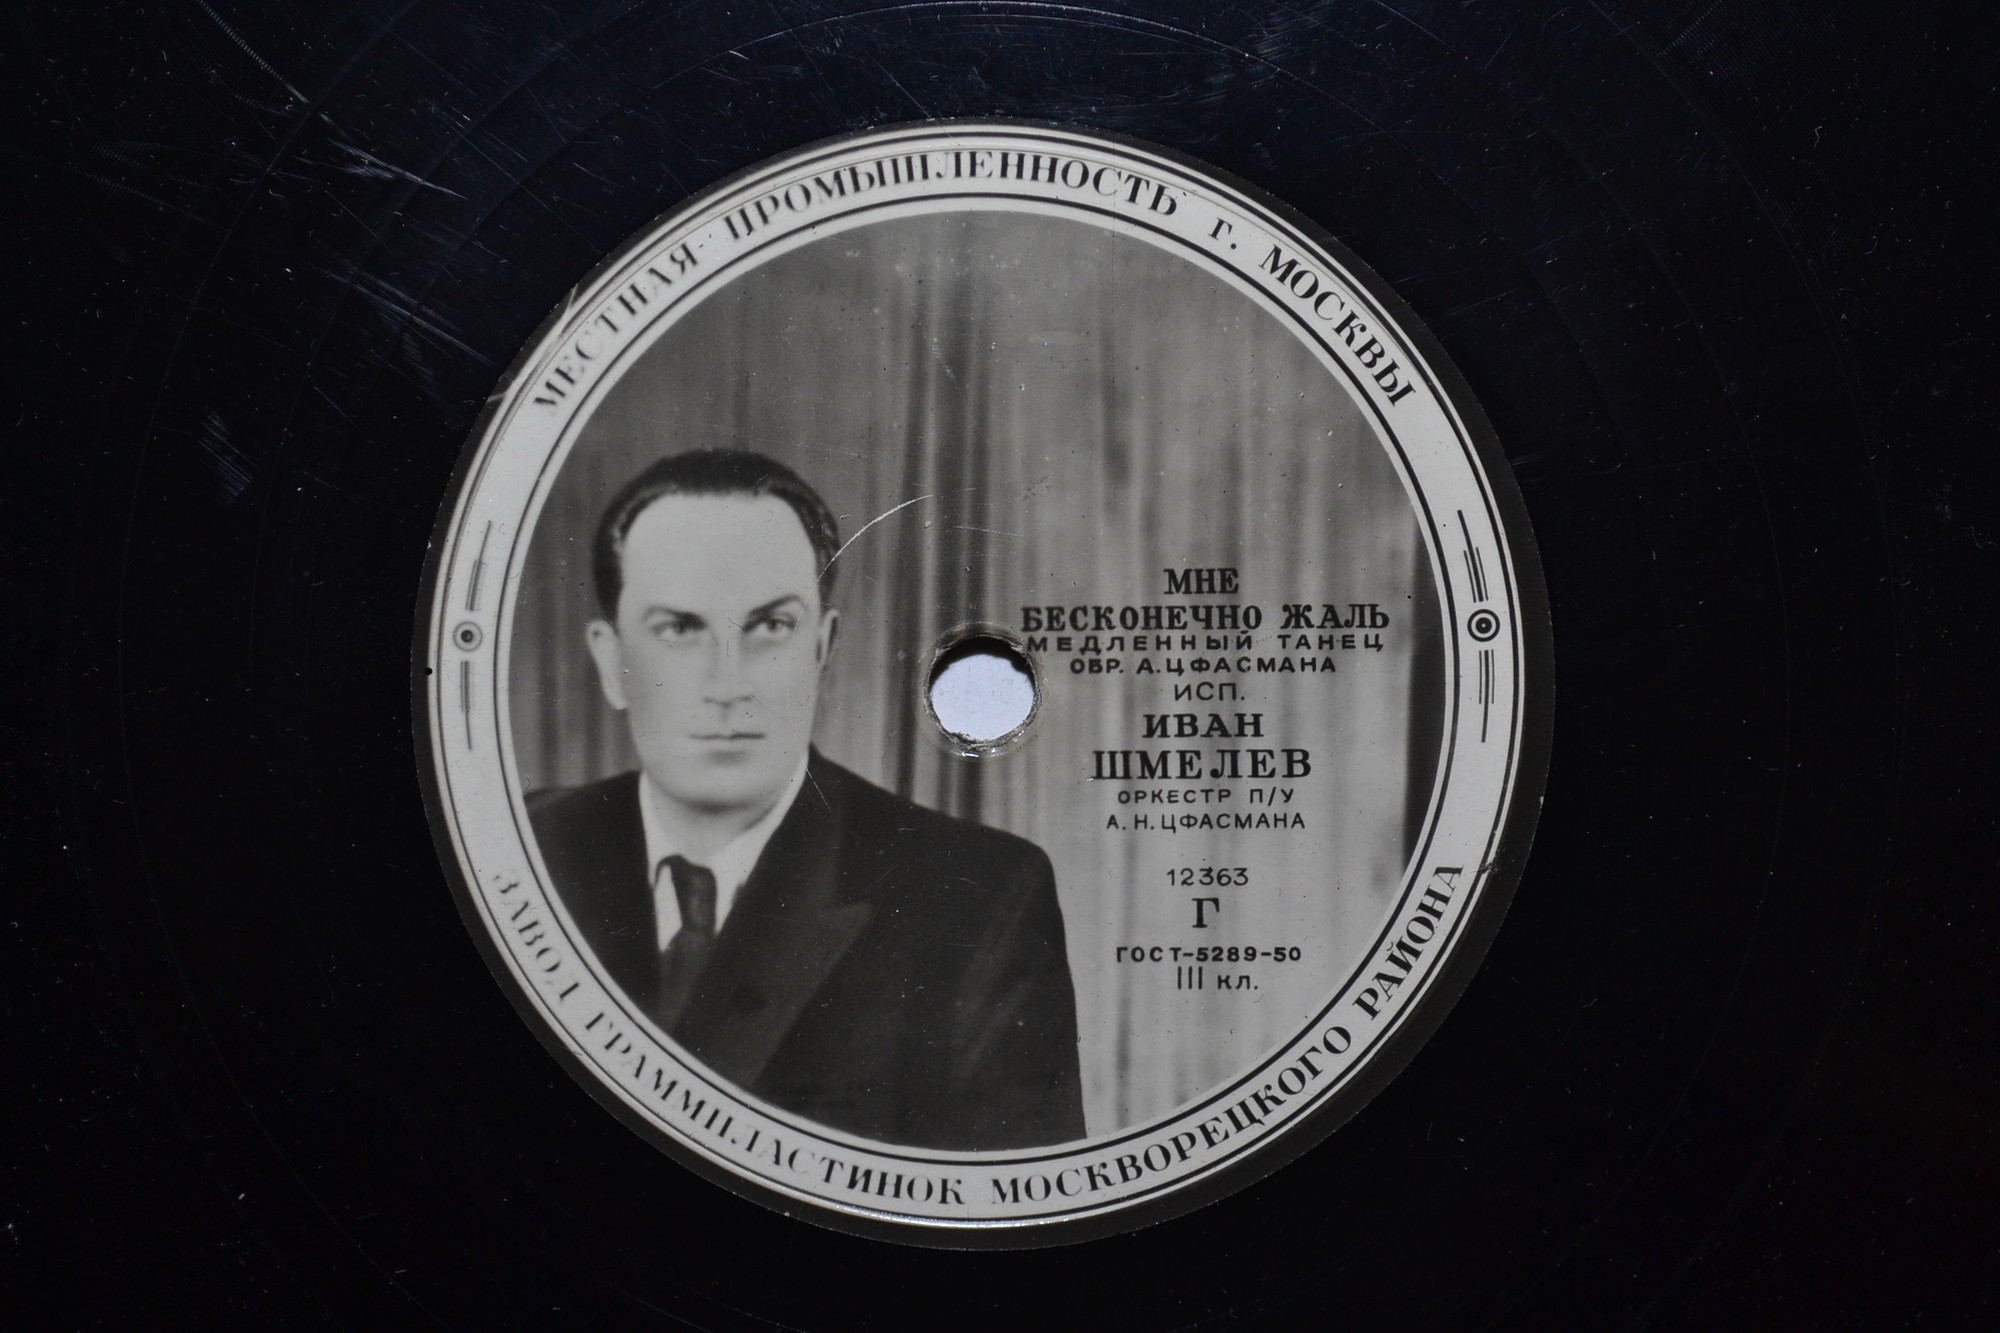 МЕСТНАЯ ПРОМЫШЛЕННОСТЬ г. МОСКВЫ
МНЕ
БЕСКОНЕЧНО ЖАЛЬ
МЕДЛЕННЫЙ ТАНЕЦ
ОБР. А.ЦФАСМАНА
ИСП.
ИВАН
ШМЕЛЕВ
ОРКЕСТР П/У
А.Н.ЦФАСМАНА
12363
Г
ГОСТ-5289-50
III кл.
ЗАВОД ГРАММПЛАСТИНОК МОСКВОРЕЦКОГО РАЙОНА